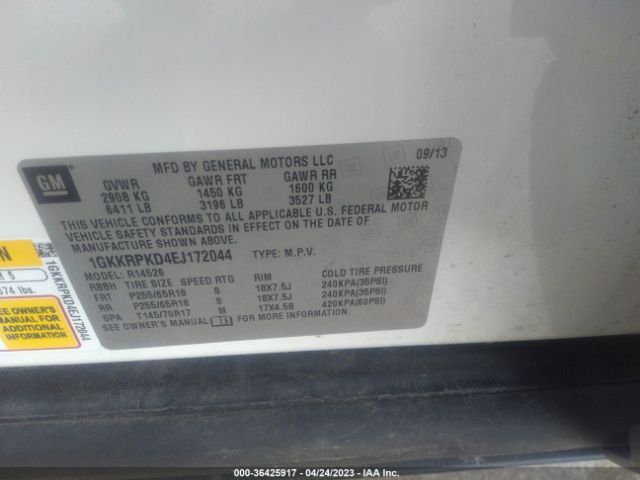 GM
MFD BY GENERAL MOTORS LLC
09/13
GVWR GAWR FRT GAWR RR
2908 KG 1450 KG 1600 KG
6411 LB 3196 LB 3527 LB
THIS VEHICLE CONFORMS TO ALL APPLICABLE U.S. FEDERAL MOTOR
VEHICLE SAFETY STANDARDS IN EFFECT ON THE DATE OF
MANUFACTURE SHOWN ABOVE.
1GKKRPKD4EJ172044 TYPE: M.P.V.
MODEL: R14526
RBBH TIRE SIZE SPEED RTG RIM COLD TIRE PRESSURE
FRT P255/65R18 S 18X7.5J 240KPA(35PSI)
RR P255/65R18 S 18X7.5J 240KPA(35PSI)
SPA T145/70R17 M 17X4.5B 420KPA(60PSI)
SEE OWNER'S MANUAL FOR MORE INFORMATION.
N
S
374 lbs.
SEE OWNER'S
MANUAL FOR
ADDITIONAL
INFORMATION
1GKKRPKD4EJ172044
000-36425917 - 04/24/2023 - IAA Inc.